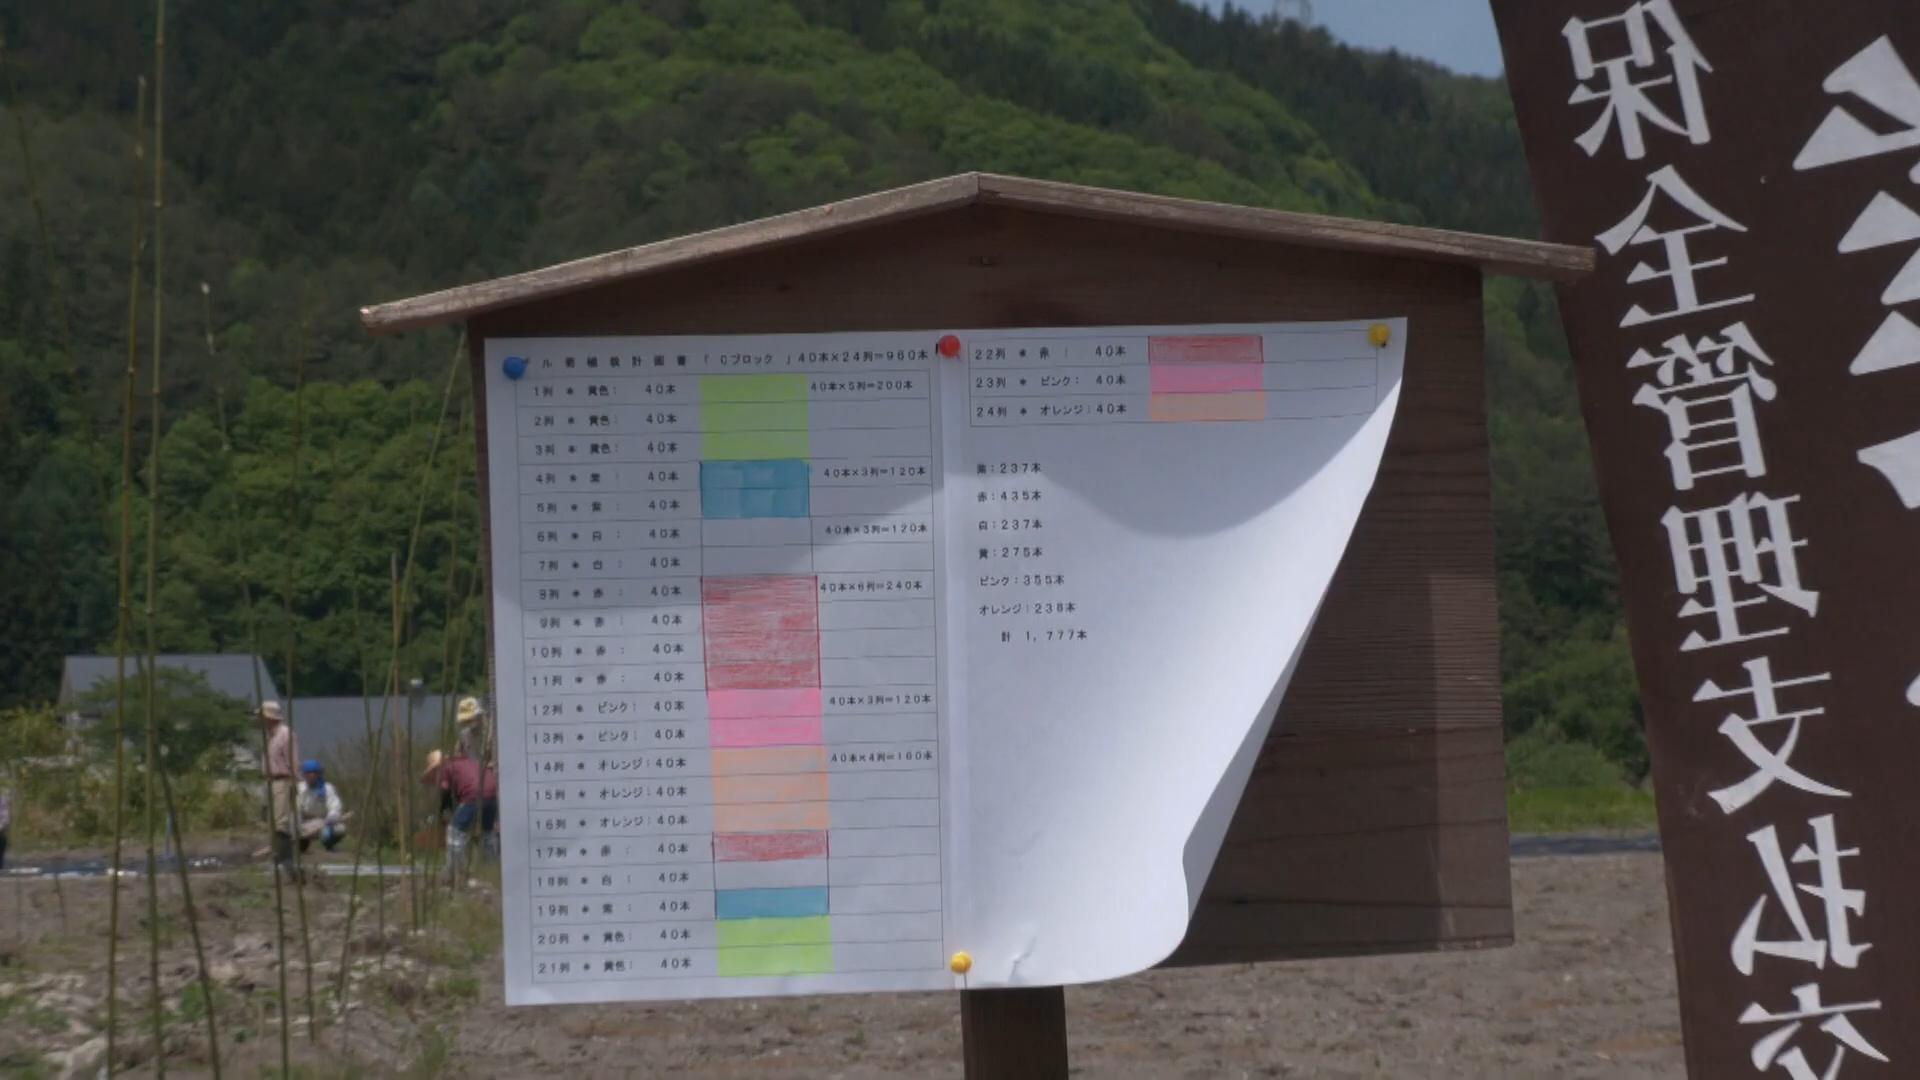 ル菊植栽計画書「Cブロック」40本×24列=960本
1列 * 黄色: 40本 40本×5列=200本
2列 * 黄色: 40本
3列 * 黄色: 40本
4列 * 紫: 40本 40本×3列=120本
5列 * 紫: 40本
6列 * 白: 40本 40本×3列=120本
7列 * 白: 40本
8列 * 赤: 40本 40本×6列=240本
9列 * 赤: 40本
10列 * 赤: 40本
11列 * 赤: 40本
12列 * ピンク: 40本 40本×3列=120本
13列 * ピンク: 40本
14列 * オレンジ:40本 40本×4列=160本
15列 * オレンジ:40本
16列 * オレンジ:40本
17列 * 赤: 40本
18列 * 白: 40本
19列 * 紫: 40本
20列 * 黄色: 40本
21列 * 黄色: 40本
22列 * 赤: 40本
23列 * ピンク: 40本
24列 * オレンジ:40本
紫:237本
赤:435本
白:237本
黄:275本
ピンク:355本
オレンジ:238本
計 1,777本
保全管理支払交